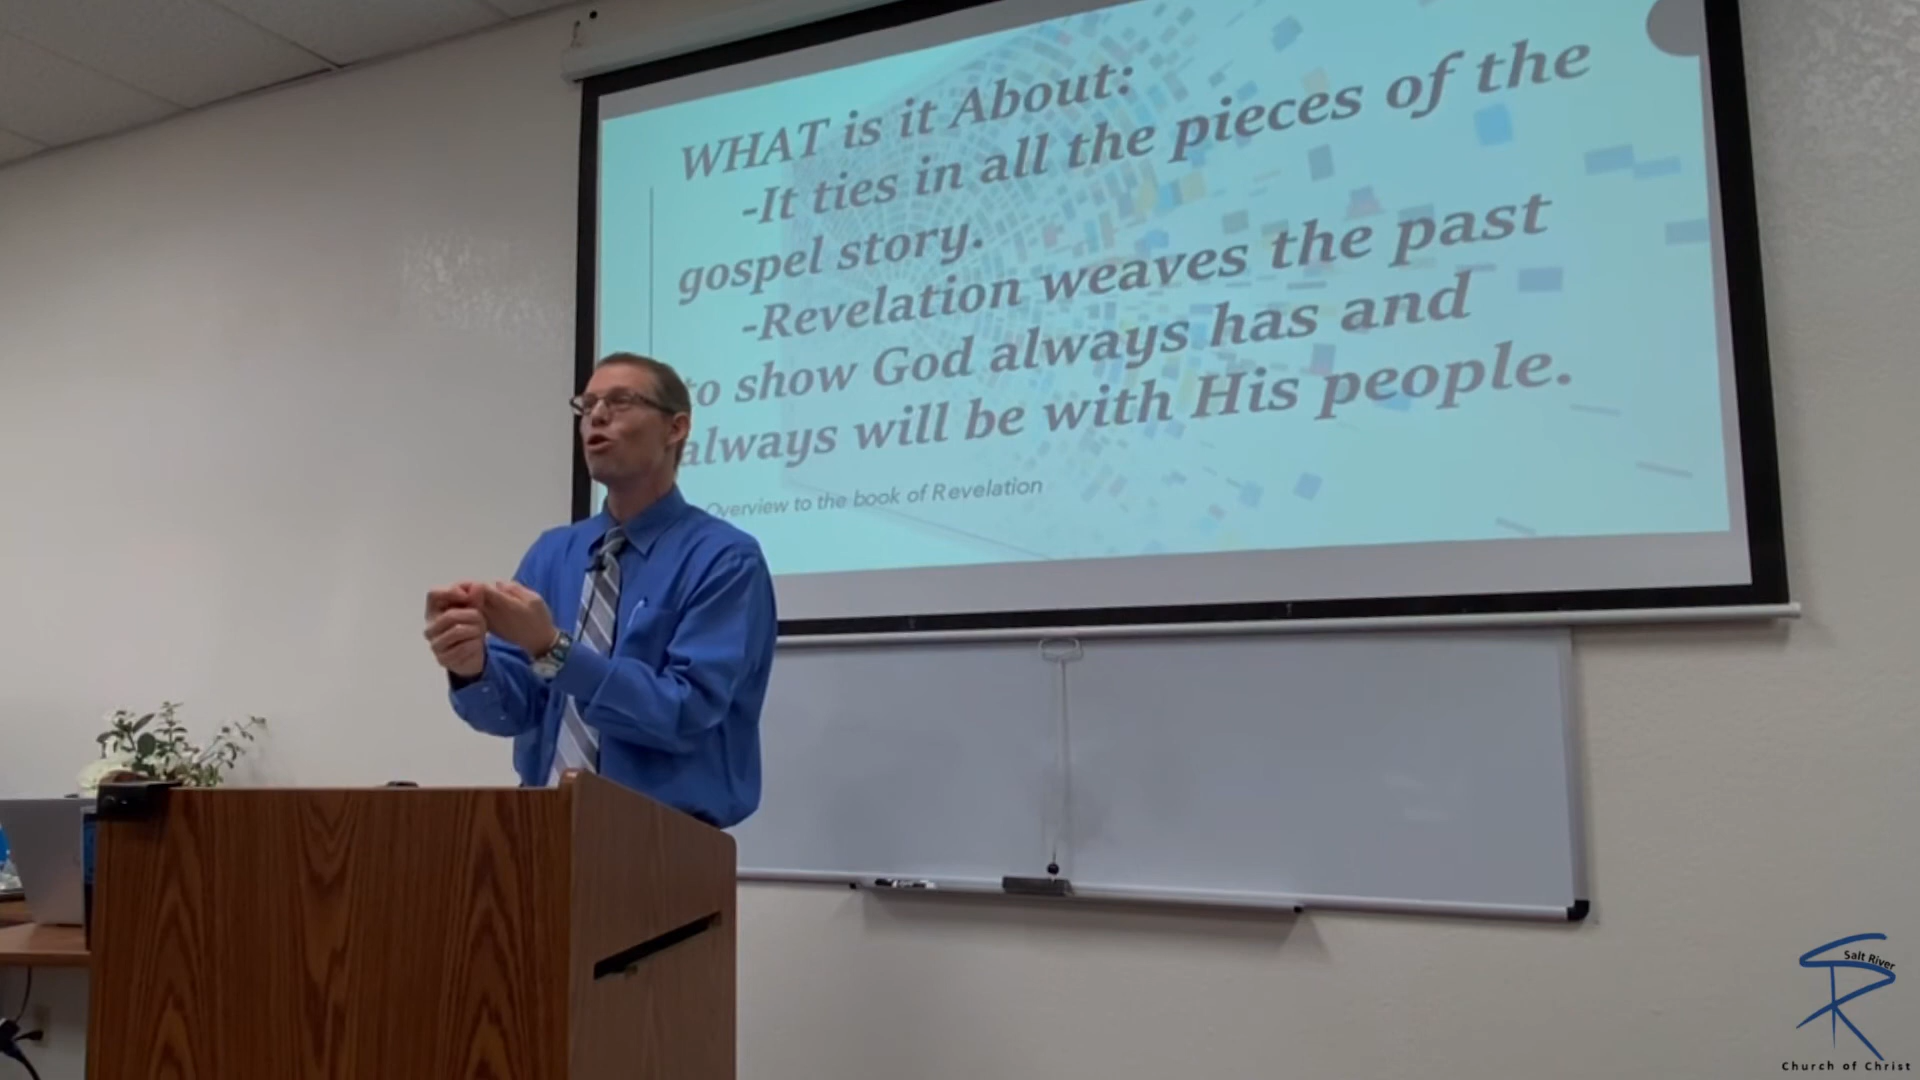 WHAT is it About:
-It ties in all the pieces of the
gospel story.
-Revelation weaves the past
to show God always has and
always will be with His people.
Overview to the book of Revelation
Salt River
Church of Christ